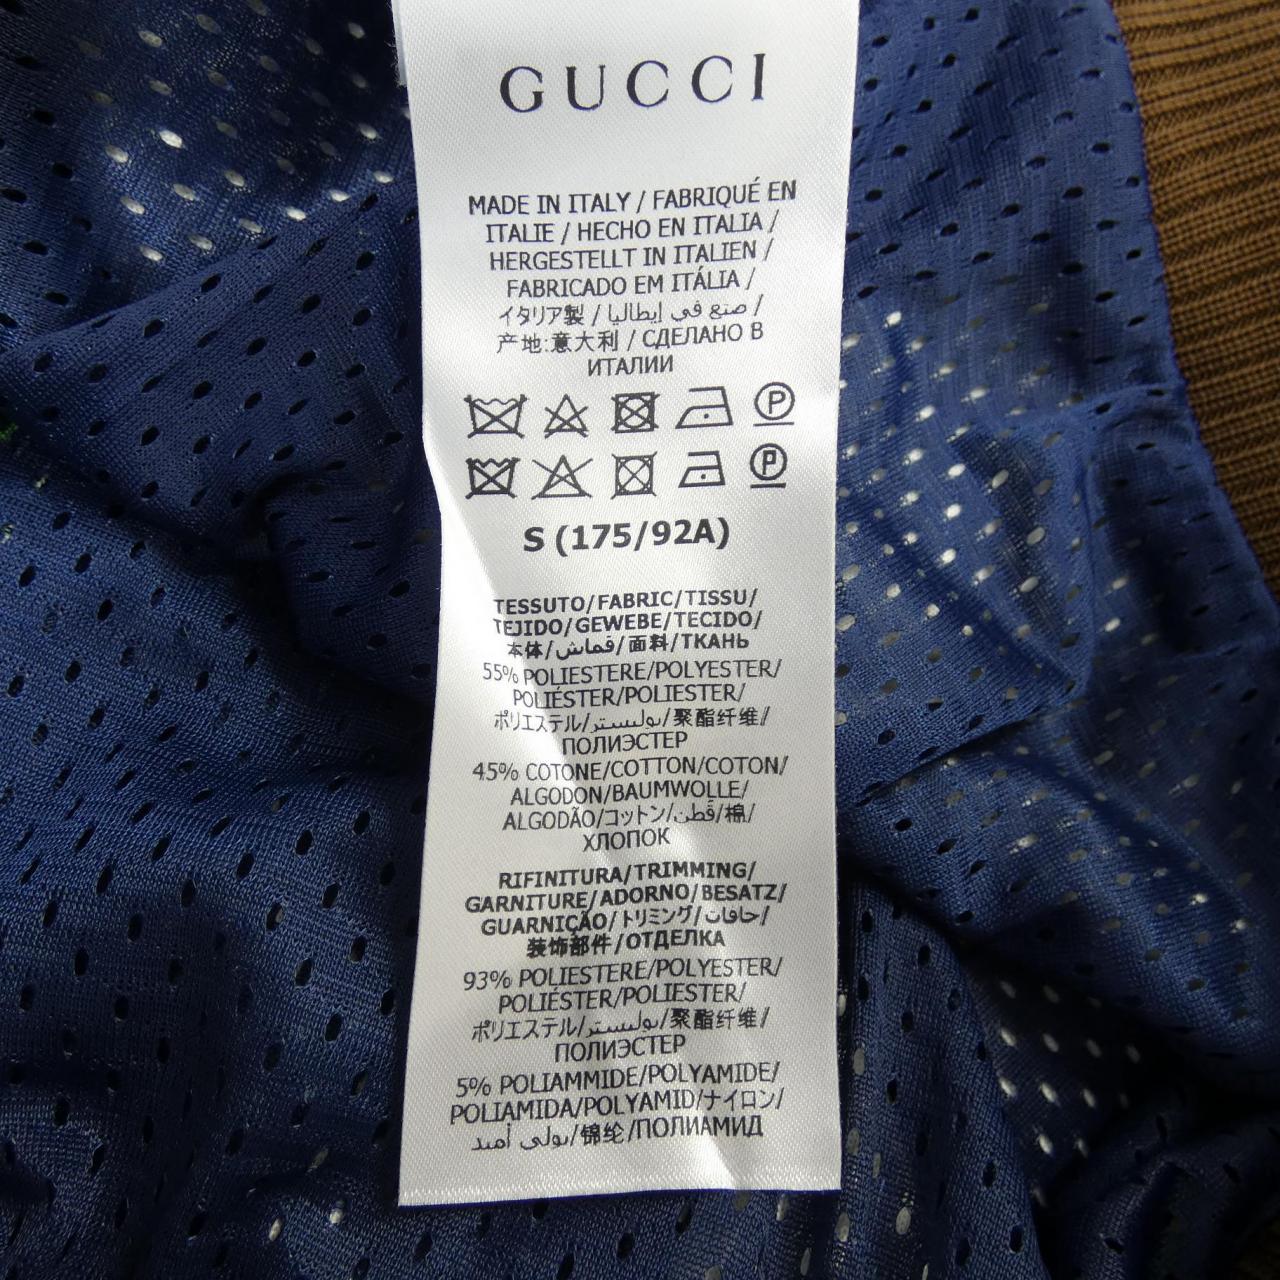 GUCCI
MADE IN ITALY / FABRIQUÉ EN
ITALIE / HECHO EN ITALIA /
HERGESTELLT IN ITALIEN /
FABRICADO EM ITÁLIA /
イタリア製 / صنع في إيطاليا /
产地:意大利 / СДЕЛАНО В
ИТАЛИИ
P
P
S (175/92A)
TESSUTO/FABRIC/TISSU/
TEJIDO/GEWEBE/TECIDO/
本体/قماش/面料/ТКАНЬ
55% POLIESTERE/POLYESTER/
POLIÉSTER/POLIESTER/
ポリエステル/بوليستر/聚酯纤维/
ПОЛИЭСТЕР
45% COTONE/COTTON/COTON/
ALGODON/BAUMWOLLE/
ALGODÃO/コットン/قطن/棉/
ХЛОПОК
RIFINITURA/TRIMMING/
GARNITURE/ADORNO/BESATZ/
GUARNIÇÃO/トリミング/حافات/
装饰部件/ОТДЕЛКА
93% POLIESTERE/POLYESTER/
POLIÉSTER/POLIESTER/
ポリエステル/بوليستر/聚酯纤维/
ПОЛИЭСТЕР
5% POLIAMMIDE/POLYAMIDE/
POLIAMIDA/POLYAMID/ナイロン/
بولي أميد/锦纶/ПОЛИАМИД